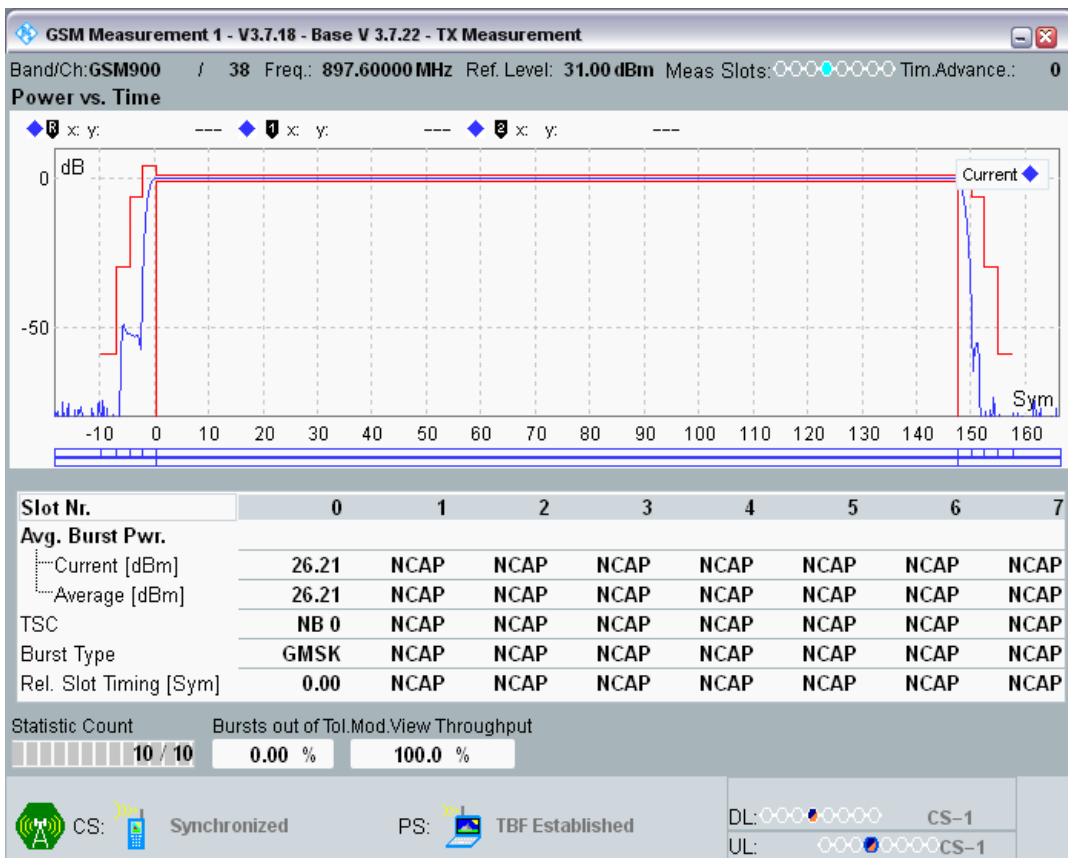 GSM Measurement 1 - V3.7.18 - Base V 3.7.22 - TX Measurement
Band/Ch:GSM900 / 38 Freq.: 897.60000 MHz Ref. Level: 31.00 dBm Meas Slots: Tim.Advance.: 0
Power vs. Time
R x: y: --- 1 x: y: --- 2 x: y: ---
dB
Current
0
-50
Sym
-10 0 10 20 30 40 50 60 70 80 90 100 110 120 130 140 150 160
Slot Nr. 0 1 2 3 4 5 6 7
Avg. Burst Pwr.
Current [dBm] 26.21 NCAP NCAP NCAP NCAP NCAP NCAP NCAP
Average [dBm] 26.21 NCAP NCAP NCAP NCAP NCAP NCAP NCAP
TSC NB 0 NCAP NCAP NCAP NCAP NCAP NCAP NCAP
Burst Type GMSK NCAP NCAP NCAP NCAP NCAP NCAP NCAP
Rel. Slot Timing [Sym] 0.00 NCAP NCAP NCAP NCAP NCAP NCAP NCAP
Statistic Count Bursts out of Tol.Mod.View Throughput
10 / 10 0.00 % 100.0 %
CS: Synchronized PS: TBF Established DL: CS-1
UL: CS-1